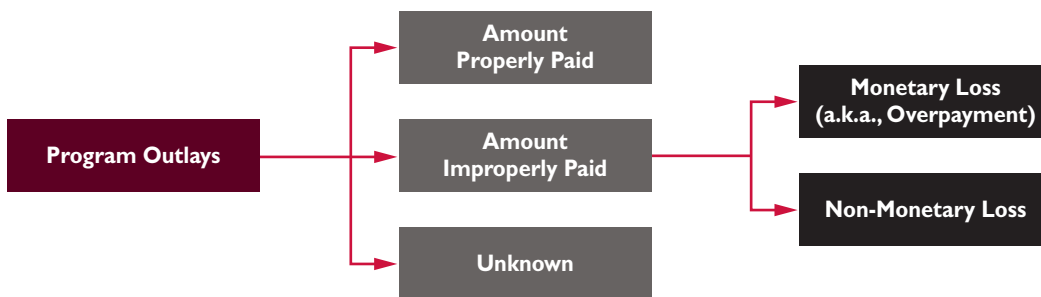 Program Outlays
Amount
Properly Paid
Amount
Improperly Paid
Unknown
Monetary Loss
(a.k.a., Overpayment)
Non-Monetary Loss